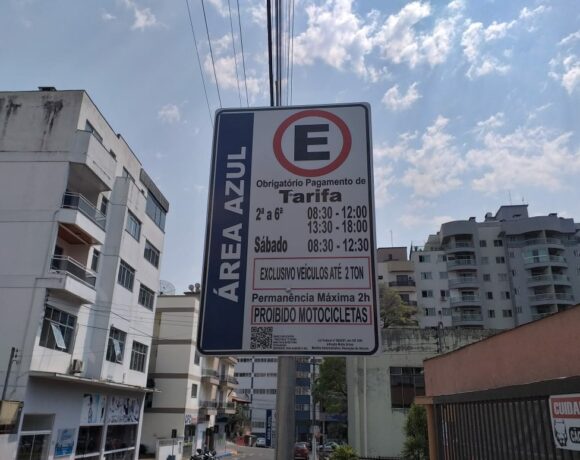 ÁREA AZUL
E
Obrigatório Pagamento de
Tarifa
2ª a 6ª 08:30 - 12:00
13:30 - 18:00
Sábado 08:30 - 12:30
EXCLUSIVO VEÍCULOS ATÉ 2 TON
Permanência Máxima 2h
PROIBIDO MOTOCICLETAS
CUIDA